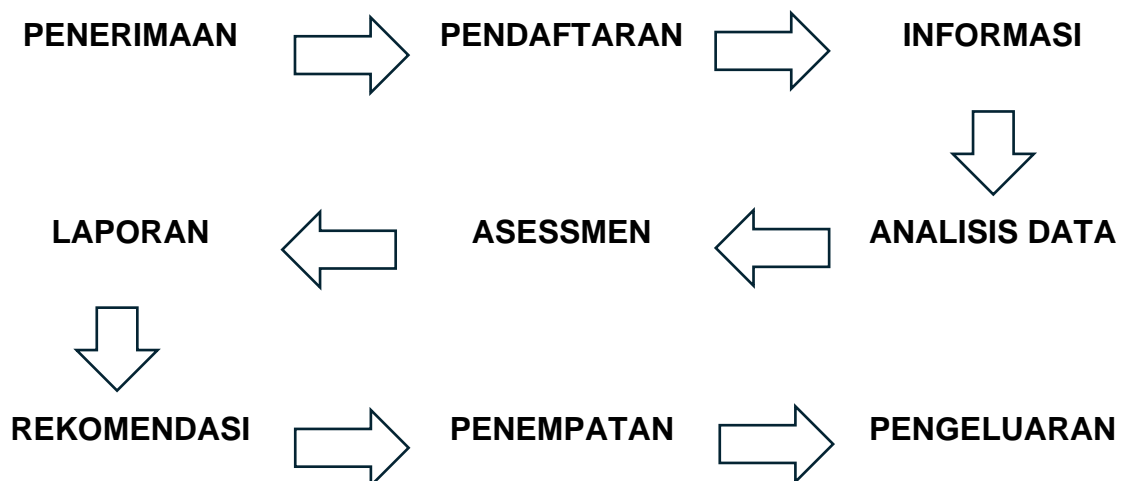 PENERIMAAN
PENDAFTARAN
INFORMASI
ANALISIS DATA
ASESSMEN
LAPORAN
REKOMENDASI
PENEMPATAN
PENGELUARAN